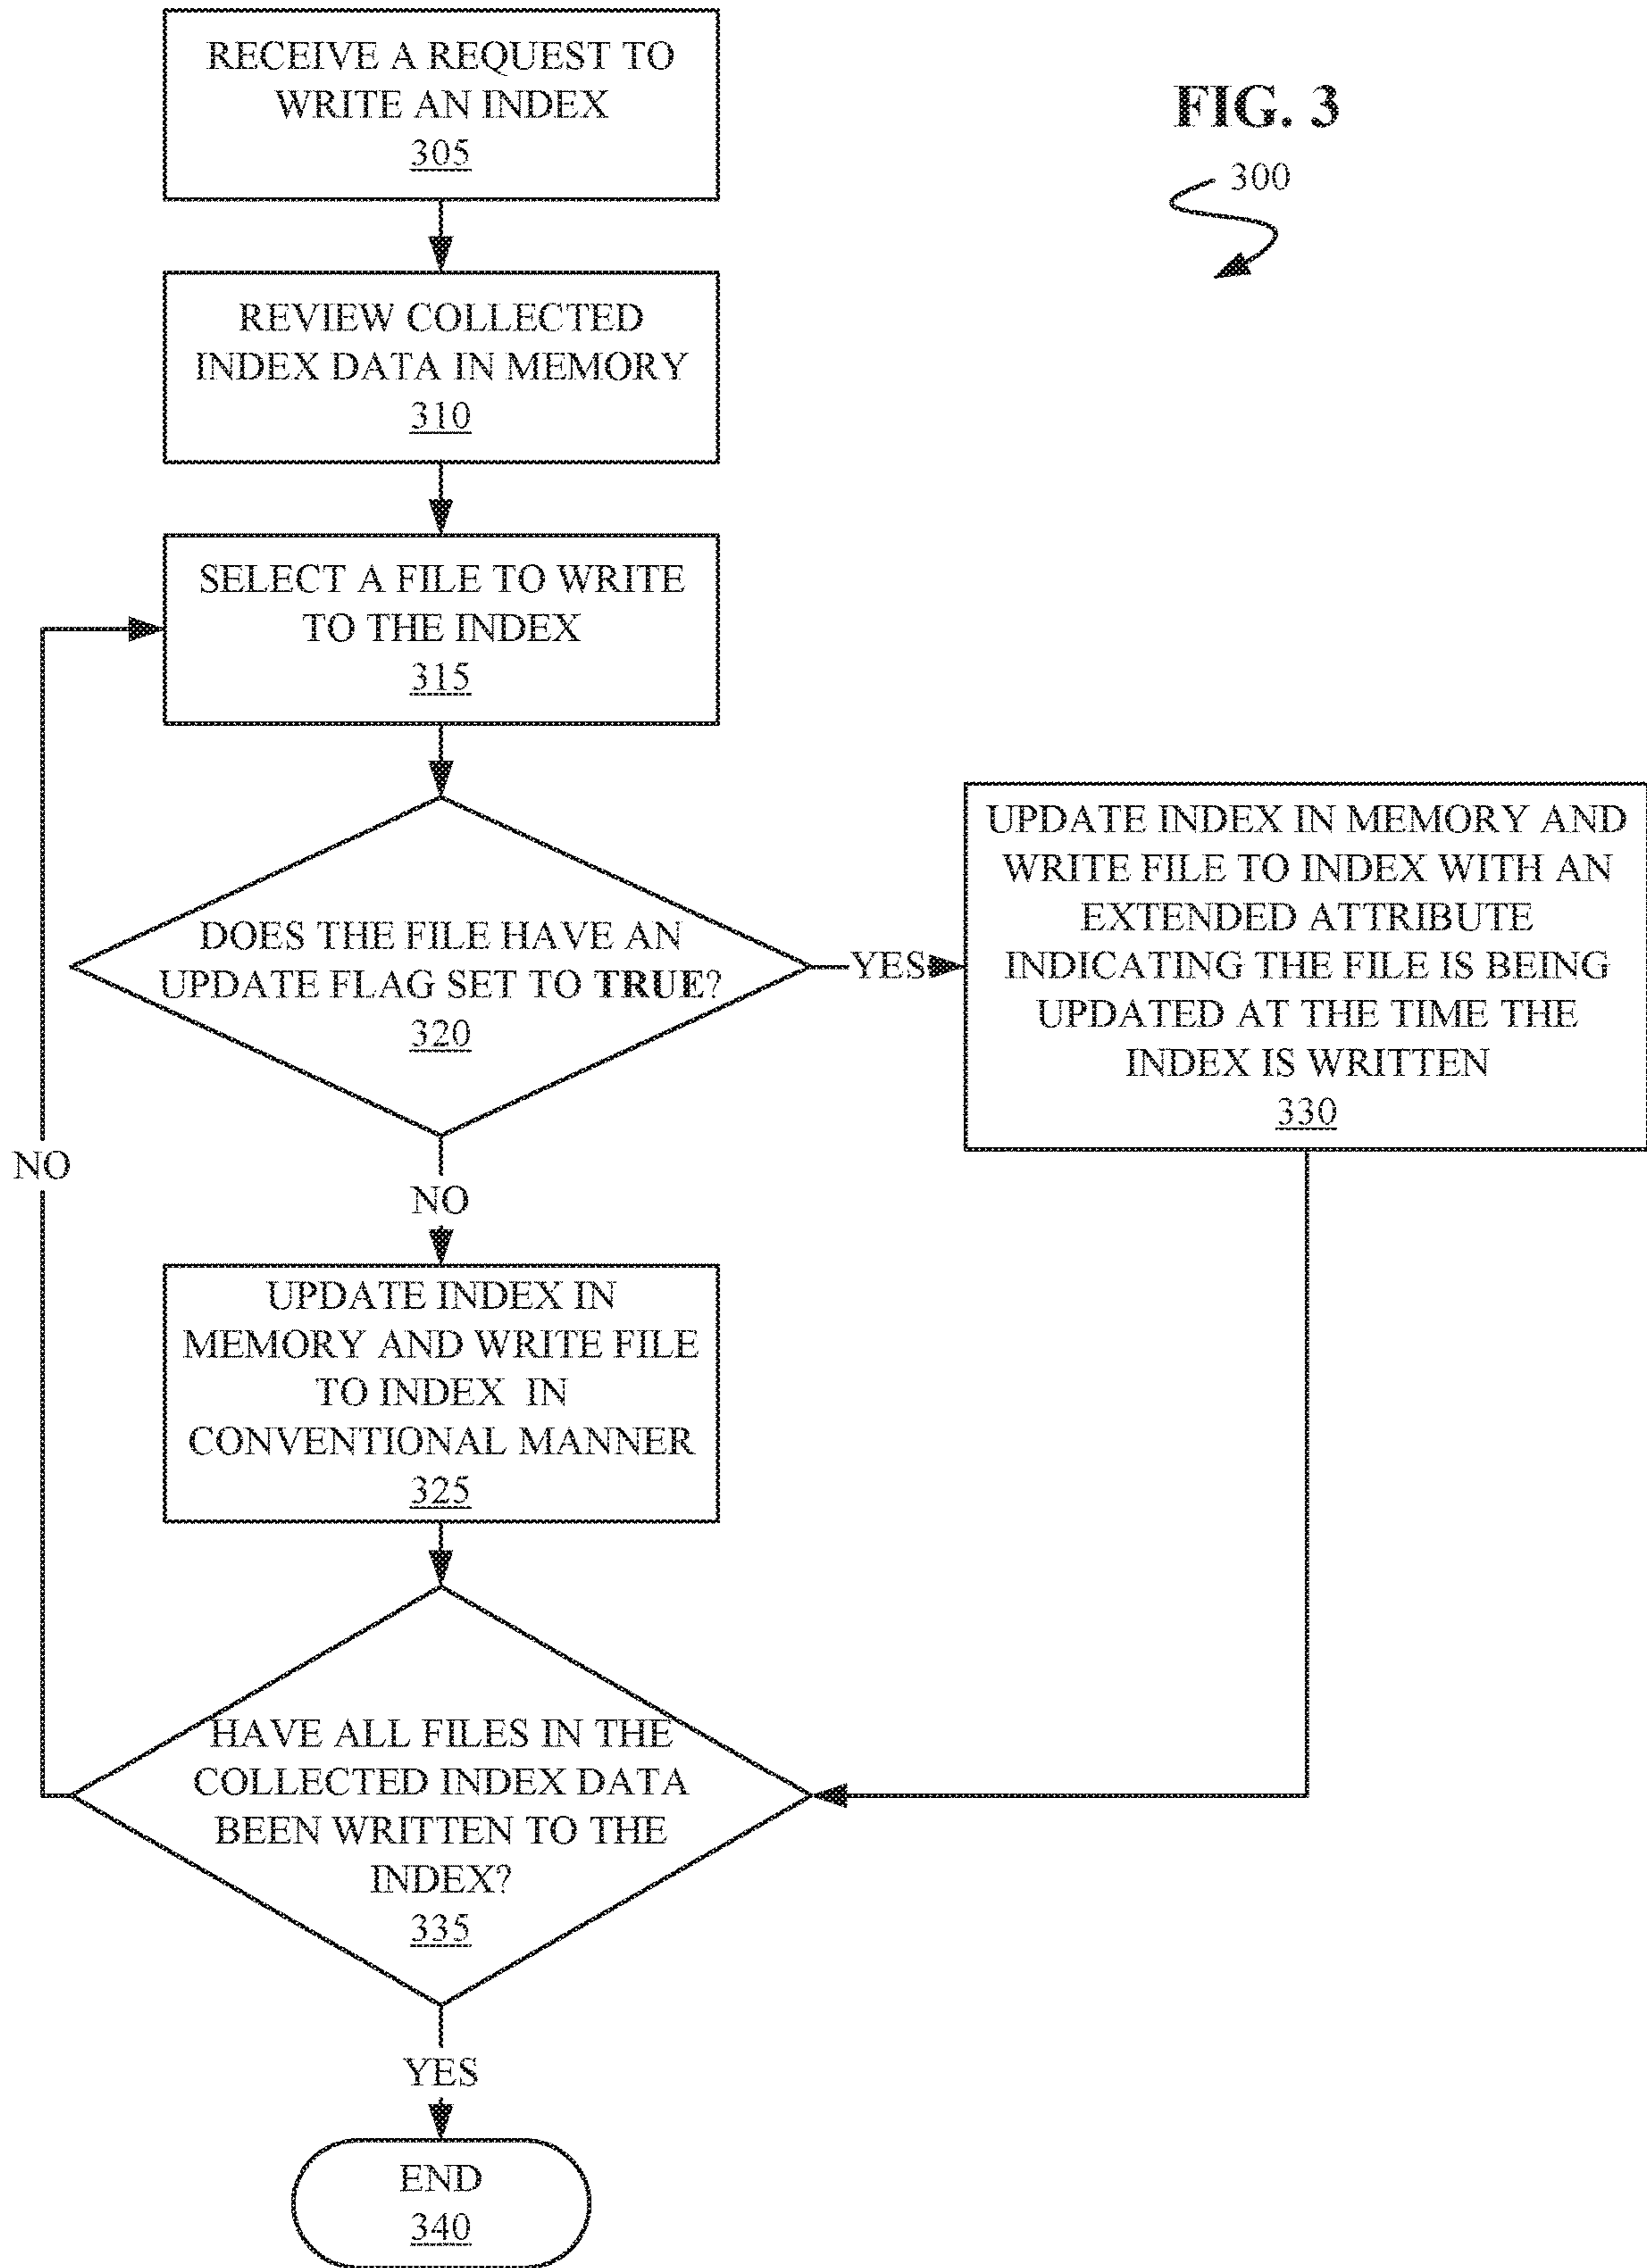 RECEIVE A REQUEST TO
WRITE AN INDEX
305
FIG. 3
300
REVIEW COLLECTED
INDEX DATA IN MEMORY
310
SELECT A FILE TO WRITE
TO THE INDEX
315
DOES THE FILE HAVE AN
UPDATE FLAG SET TO TRUE?
320
YES
UPDATE INDEX IN MEMORY AND
WRITE FILE TO INDEX WITH AN
EXTENDED ATTRIBUTE
INDICATING THE FILE IS BEING
UPDATED AT THE TIME THE
INDEX IS WRITTEN
330
NO
NO
UPDATE INDEX IN
MEMORY AND WRITE FILE
TO INDEX IN
CONVENTIONAL MANNER
325
HAVE ALL FILES IN THE
COLLECTED INDEX DATA
BEEN WRITTEN TO THE
INDEX?
335
YES
END
340